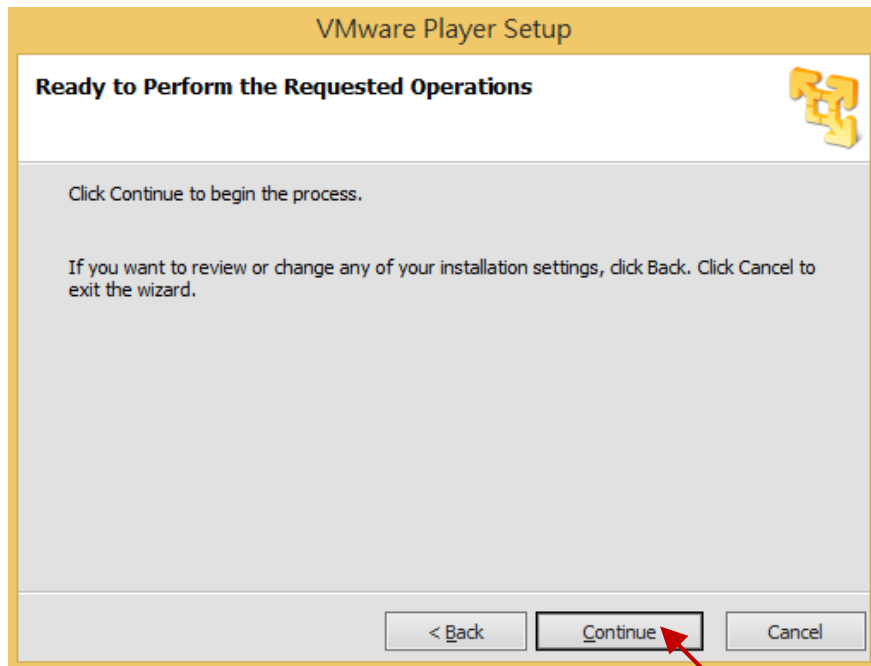 VMware Player Setup
Ready to Perform the Requested Operations
Click Continue to begin the process.
If you want to review or change any of your installation settings, click Back. Click Cancel to
exit the wizard.
< Back
Continue
Cancel